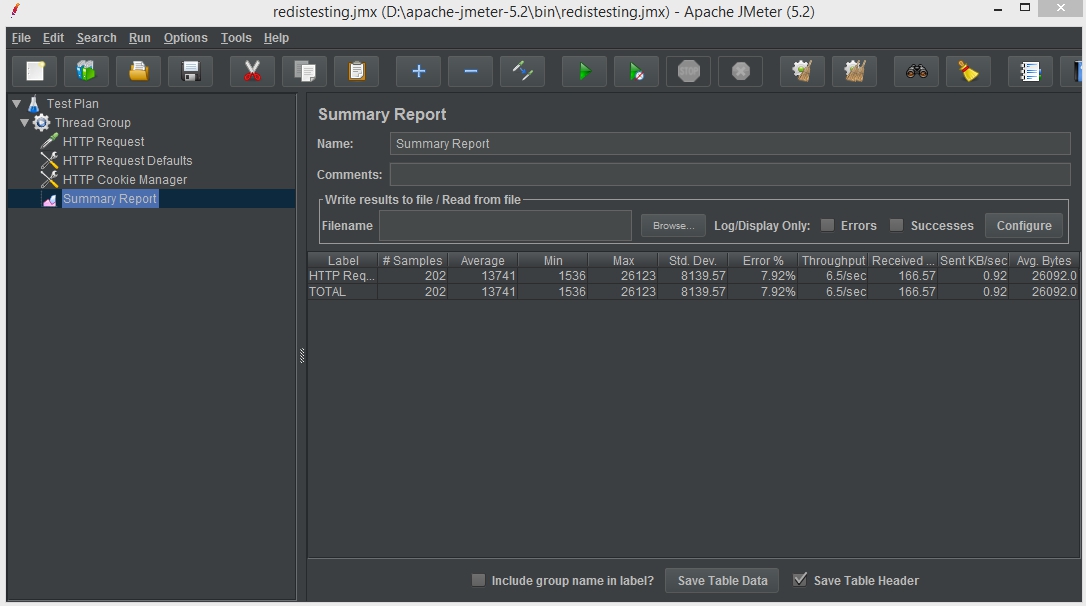 redistesting.jmx (D:\apache-jmeter-5.2\bin\redistesting.jmx) - Apache JMeter (5.2)
File Edit Search Run Options Tools Help
STOP
Test Plan
Thread Group
HTTP Request
HTTP Request Defaults
HTTP Cookie Manager
Summary Report
Summary Report
Name: Summary Report
Comments:
Write results to file / Read from file
Filename Browse... Log/Display Only: Errors Successes Configure
Label # Samples Average Min Max Std. Dev. Error % Throughput Received ... Sent KB/sec Avg. Bytes
HTTP Req... 202 13741 1536 26123 8139.57 7.92% 6.5/sec 166.57 0.92 26092.0
TOTAL 202 13741 1536 26123 8139.57 7.92% 6.5/sec 166.57 0.92 26092.0
Include group name in label? Save Table Data Save Table Header